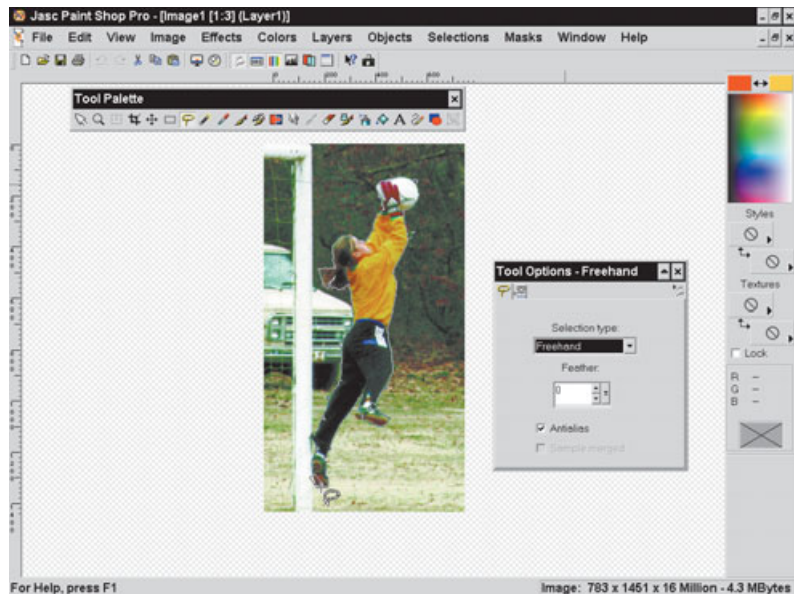 Jasc Paint Shop Pro - [Image1 [1:3] (Layer1)]
File Edit View Image Effects Colors Layers Objects Selections Masks Window Help
Tool Palette
Styles
Tool Options - Freehand
Textures
Selection type:
Freehand
Lock
Feather:
0
R -
G -
B -
Antialias
Sample merged
For Help, press F1
Image: 783 x 1451 x 16 Million - 4.3 MBytes